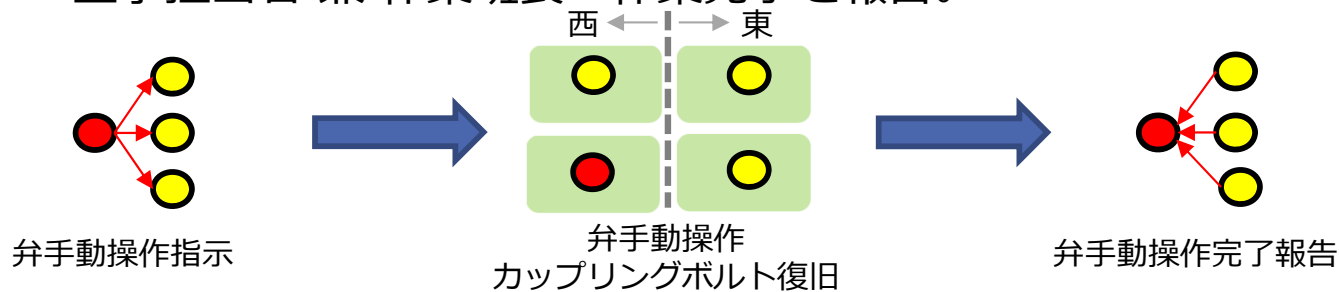 西
東
弁手動操作指示
弁手動操作
カップリングボルト復旧
弁手動操作完了報告